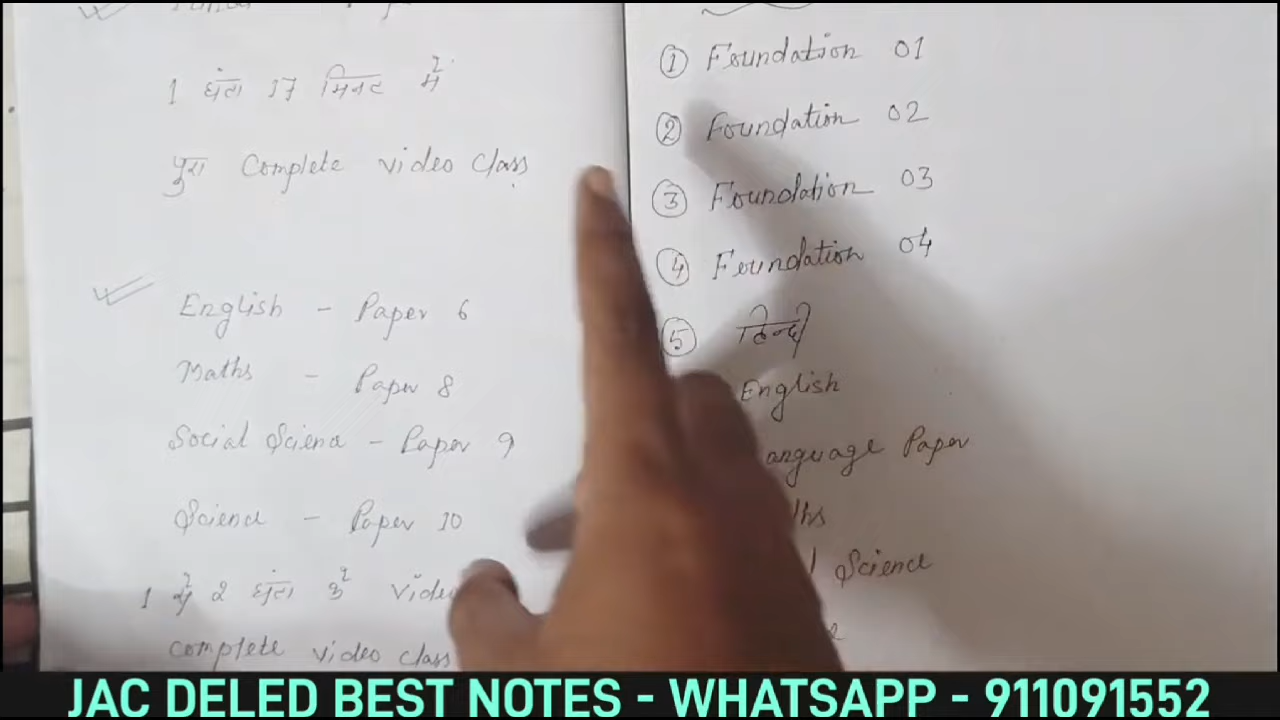 1 घंटा 17 मिनट में
पुरा Complete video Class
English - Paper 6
Maths - Paper 8
Social Science - Paper 9
Science - Paper 10
1 से 2 घंटा के video
complete video class
① Foundation 01
② Foundation 02
③ Foundation 03
④ Foundation 04
⑤ हिन्दी
English
anguage Paper
ths
l Science
JAC DELED BEST NOTES - WHATSAPP - 911091552